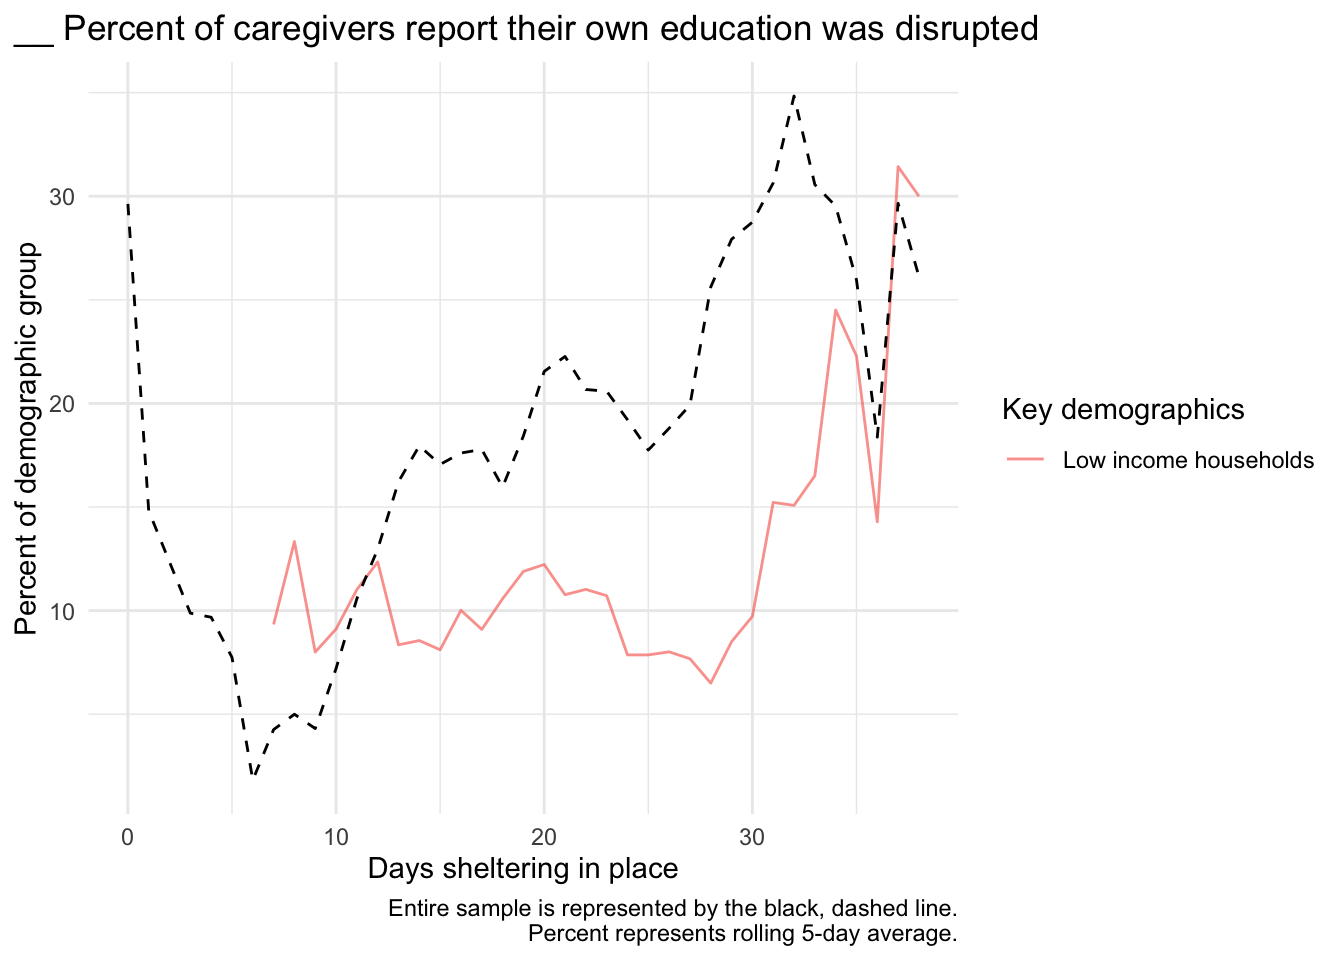 __ Percent of caregivers report their own education was disrupted
Percent of demographic group
30
20
10
0 10 20 30
Days sheltering in place
Key demographics
Low income households
Entire sample is represented by the black, dashed line.
Percent represents rolling 5-day average.